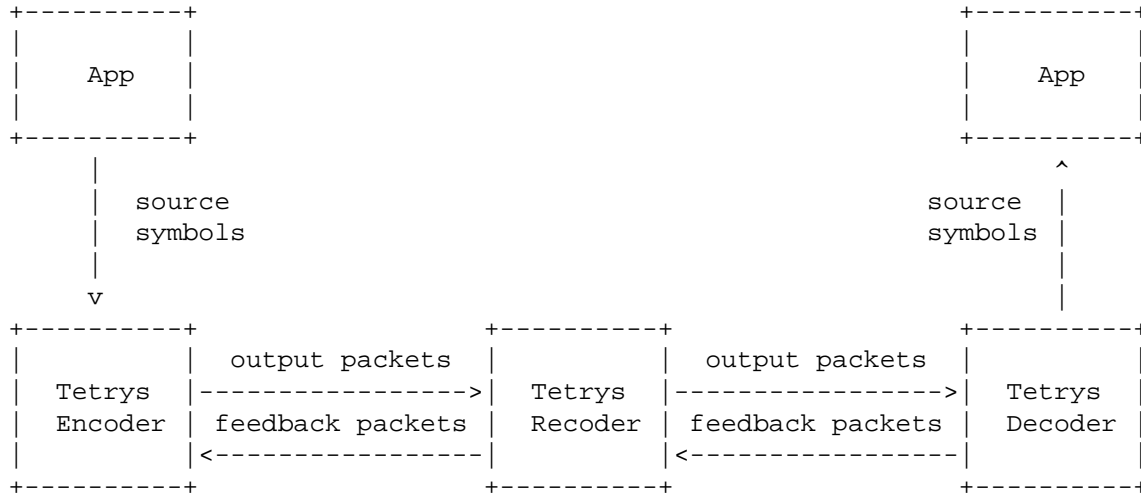 App App
source source
symbols symbols
output packets output packets
Tetrys Tetrys Tetrys
Encoder feedback packets Recoder feedback packets Decoder